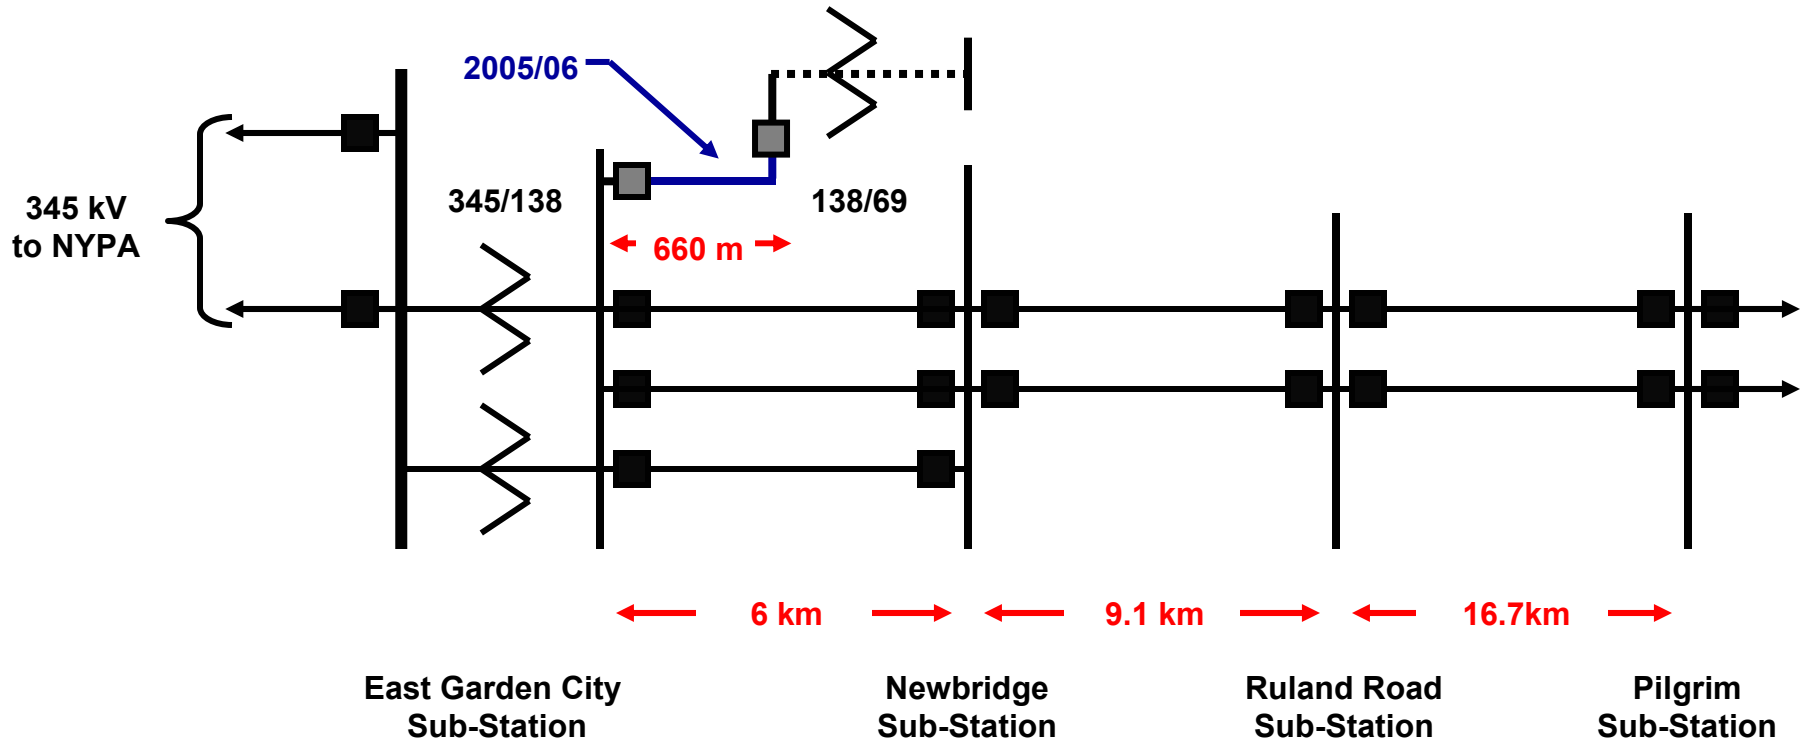 2005/06
345 kV
to NYPA
345/138
138/69
660 m
6 km
9.1 km
16.7km
East Garden City
Sub-Station
Newbridge
Sub-Station
Ruland Road
Sub-Station
Pilgrim
Sub-Station